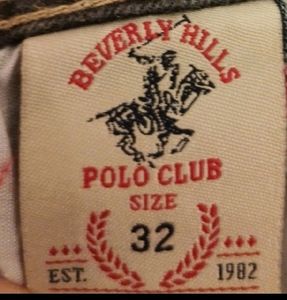 BEVERLY HILLS
POLO CLUB
SIZE
32
EST. 1982